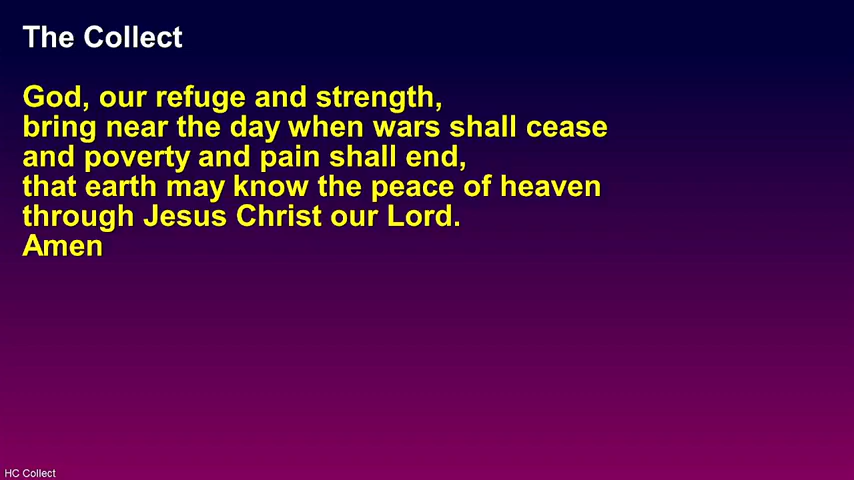 The Collect
God, our refuge and strength,
bring near the day when wars shall cease
and poverty and pain shall end,
that earth may know the peace of heaven
through Jesus Christ our Lord.
Amen
HC Collect